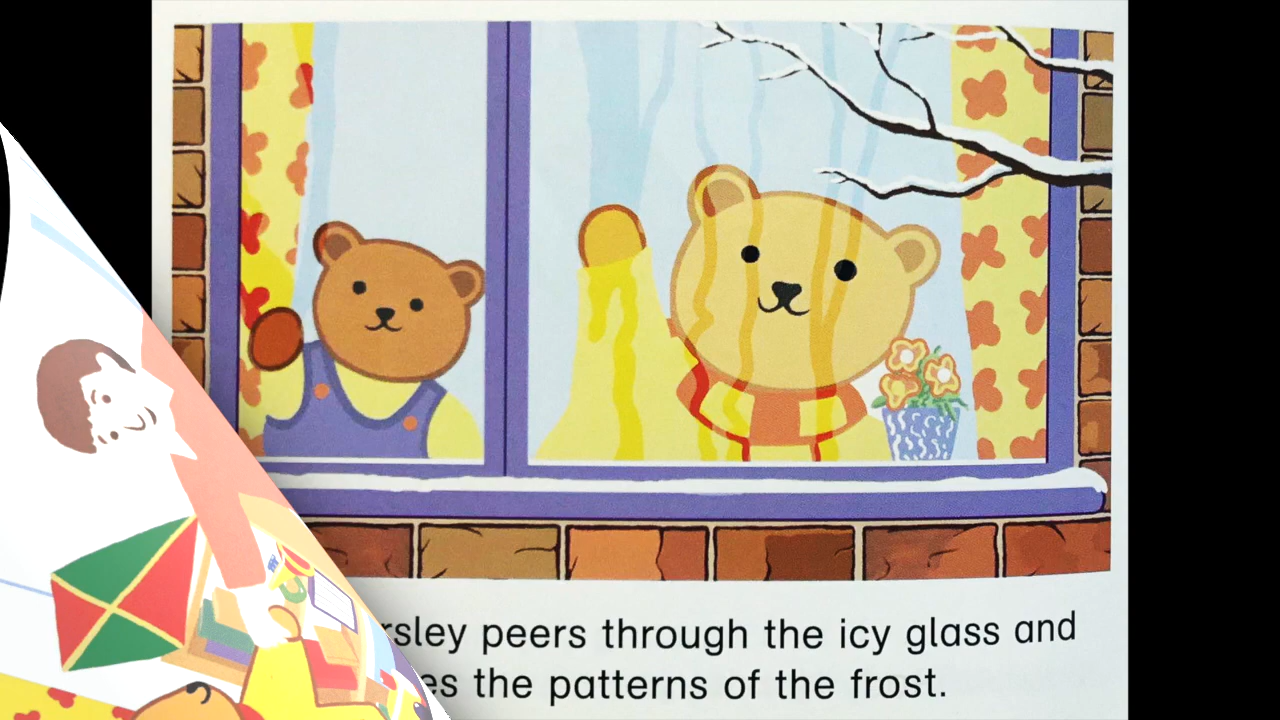 rsley peers through the icy glass and
es the patterns of the frost.